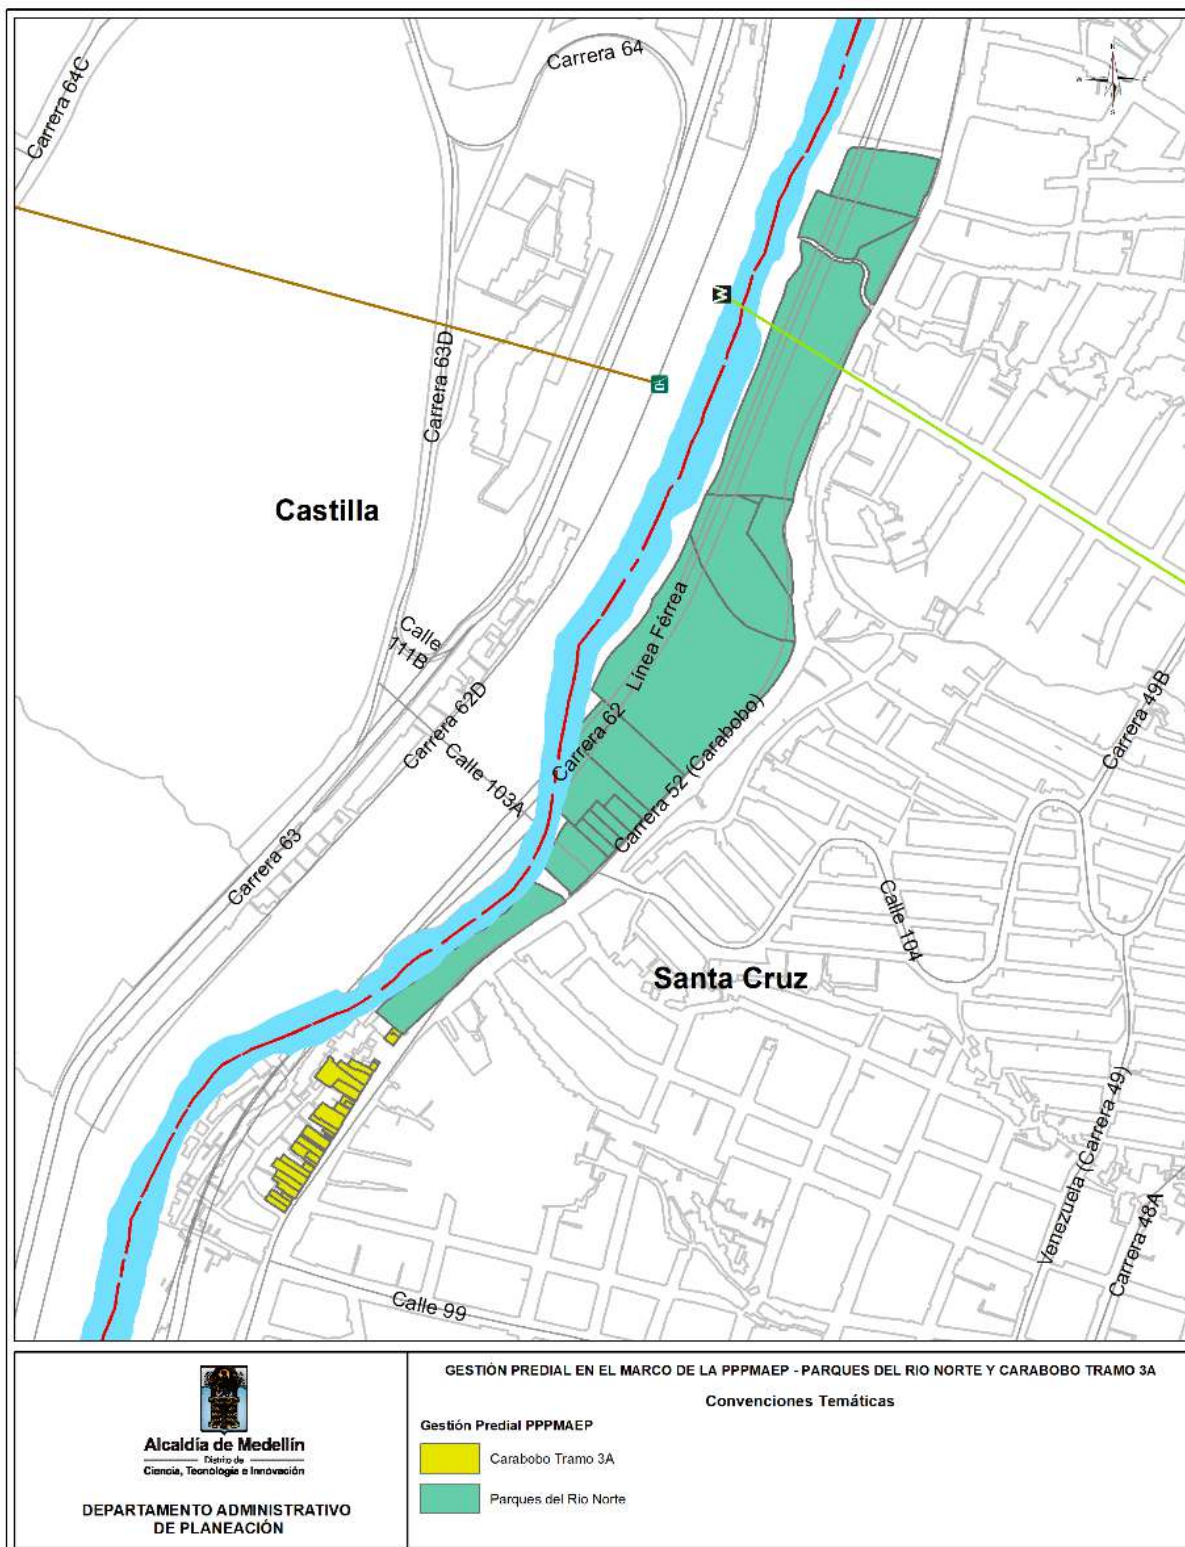 Carrera 64
Carrera 64C
Carrera 63D
Castilla
Línea Férrea
Calle
111B
Carrera 62D
Carrera 62
Calle 103A
Carrera 52 (Carabobo)
Carrera 49B
Carrera 63
Calle 104
Santa Cruz
Venezuela (Carrera 49)
Carrera 48A
Calle 99
Alcaldía de Medellín
Distrito de
Ciencia, Tecnología e Innovación
DEPARTAMENTO ADMINISTRATIVO
DE PLANEACIÓN
GESTIÓN PREDIAL EN EL MARCO DE LA PPPMAEP - PARQUES DEL RIO NORTE Y CARABOBO TRAMO 3A
Convenciones Temáticas
Gestión Predial PPPMAEP
Carabobo Tramo 3A
Parques del Rio Norte